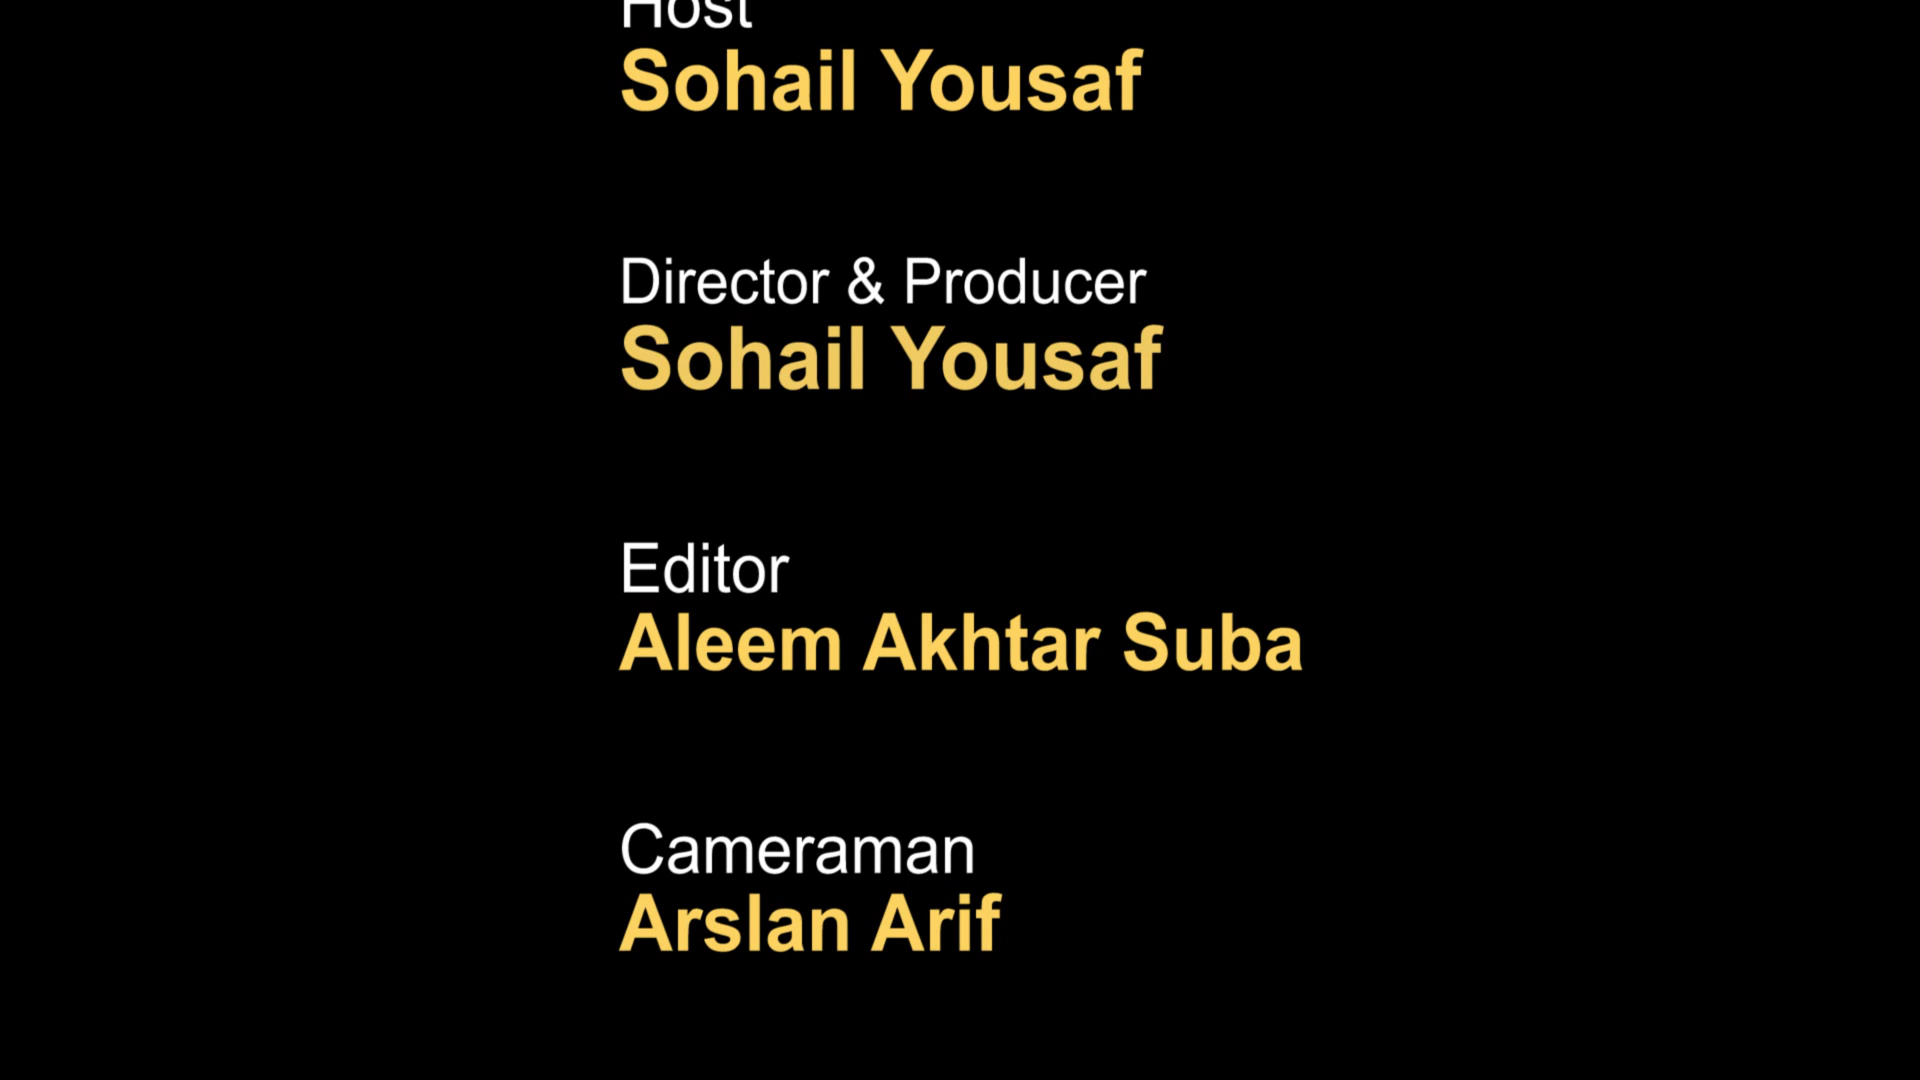 Host
Sohail Yousaf
Director & Producer
Sohail Yousaf
Editor
Aleem Akhtar Suba
Cameraman
Arslan Arif